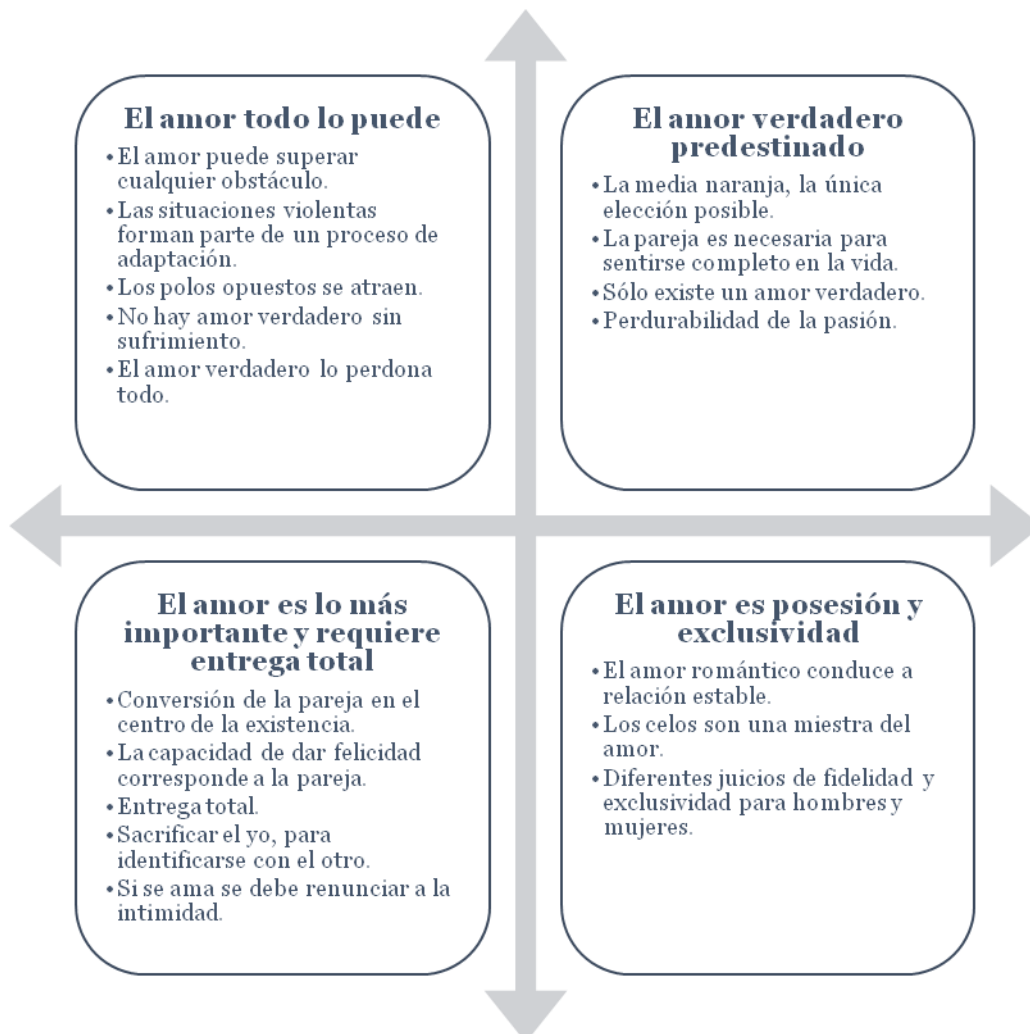 El amor todo lo puede
•El amor puede superar
cualquier obstáculo.
•Las situaciones violentas
forman parte de un proceso de
adaptación.
•Los polos opuestos se atraen.
•No hay amor verdadero sin
sufrimiento.
•El amor verdadero lo perdona
todo.
El amor verdadero
predestinado
•La media naranja, la única
elección posible.
•La pareja es necesaria para
sentirse completo en la vida.
•Sólo existe un amor verdadero.
•Perdurabilidad de la pasión.
El amor es lo más
importante y requiere
entrega total
•Conversión de la pareja en el
centro de la existencia.
•La capacidad de dar felicidad
corresponde a la pareja.
•Entrega total.
•Sacrificar el yo, para
identificarse con el otro.
•Si se ama se debe renunciar a la
intimidad.
El amor es posesión y
exclusividad
•El amor romántico conduce a
relación estable.
•Los celos son una miestra del
amor.
•Diferentes juicios de fidelidad y
exclusividad para hombres y
mujeres.